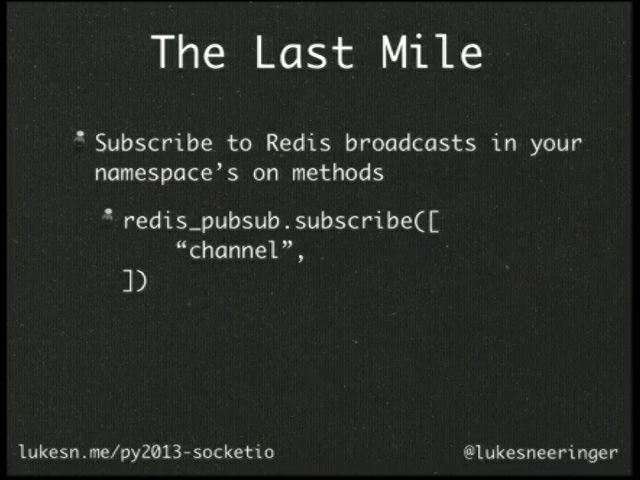 The Last Mile
Subscribe to Redis broadcasts in your
namespace’s on methods
redis_pubsub.subscribe([
“channel”,
])
lukesn.me/py2013-socketio
@lukesneeringer